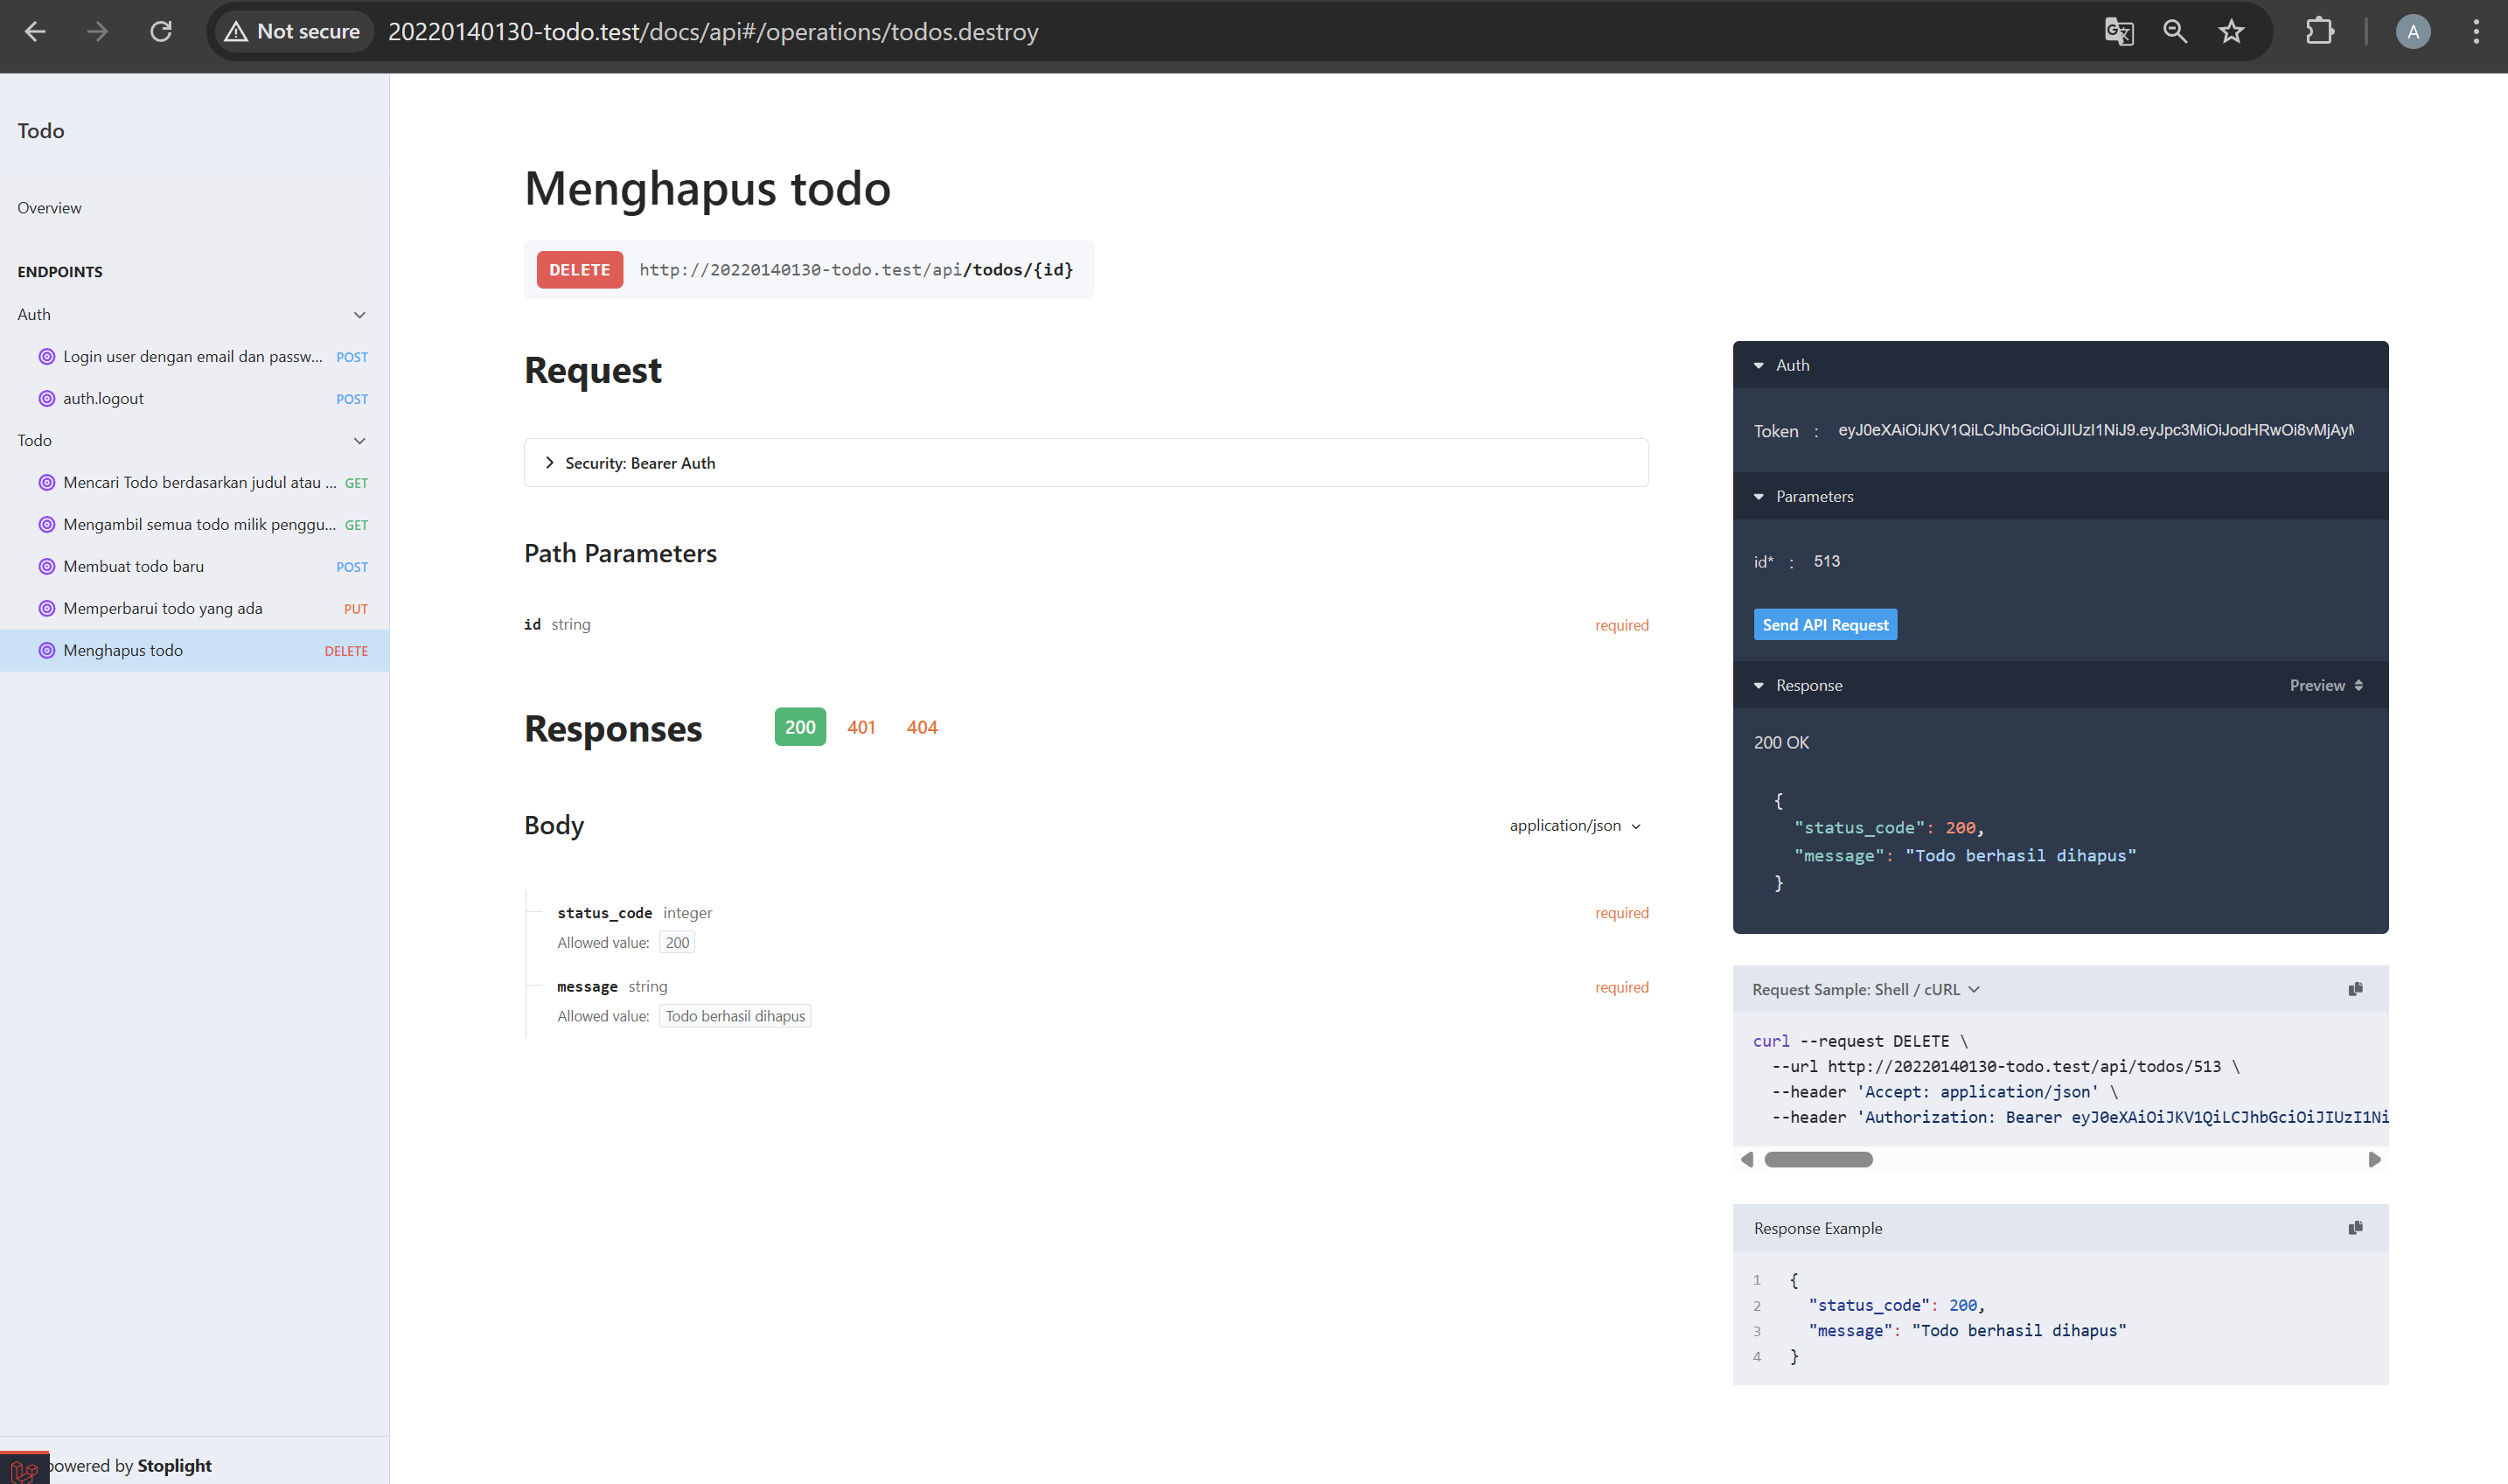 Not secure
20220140130-todo.test/docs/api#/operations/todos.destroy
A
Todo
Overview
ENDPOINTS
Auth
Login user dengan email dan passw... POST
auth.logout POST
Todo
Mencari Todo berdasarkan judul atau ... GET
Mengambil semua todo milik penggu... GET
Membuat todo baru POST
Memperbarui todo yang ada PUT
Menghapus todo DELETE
powered by Stoplight
Menghapus todo
DELETE http://20220140130-todo.test/api/todos/{id}
Request
Security: Bearer Auth
Path Parameters
id string required
Responses 200 401 404
Body application/json
status_code integer required
Allowed value: 200
message string required
Allowed value: Todo berhasil dihapus
Auth
Token : eyJ0eXAiOiJKV1QiLCJhbGciOiJIUzI1NiJ9.eyJpc3MiOiJodHRwOi8vMjAyM
Parameters
id* : 513
Send API Request
Response Preview
200 OK
{
"status_code": 200,
"message": "Todo berhasil dihapus"
}
Request Sample: Shell / cURL
curl --request DELETE \
--url http://20220140130-todo.test/api/todos/513 \
--header 'Accept: application/json' \
--header 'Authorization: Bearer eyJ0eXAiOiJKV1QiLCJhbGciOiJIUzI1Ni
Response Example
1 {
2 "status_code": 200,
3 "message": "Todo berhasil dihapus"
4 }